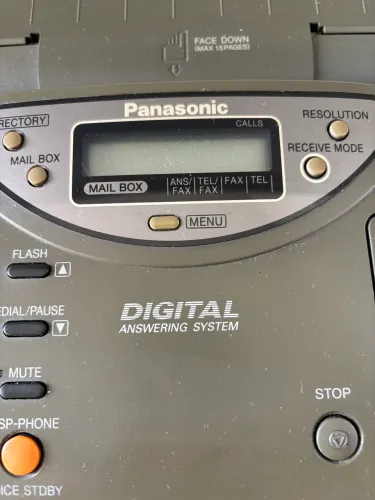 FACE DOWN
(MAX 15PAGES)
Panasonic
CALLS
RESOLUTION
RECTORY
MAIL BOX
RECEIVE MODE
MAIL BOX
ANS/ FAX
TEL/ FAX
FAX
TEL
MENU
FLASH
DIGITAL
ANSWERING SYSTEM
EDIAL/PAUSE
MUTE
STOP
SP-PHONE
ICE STDBY